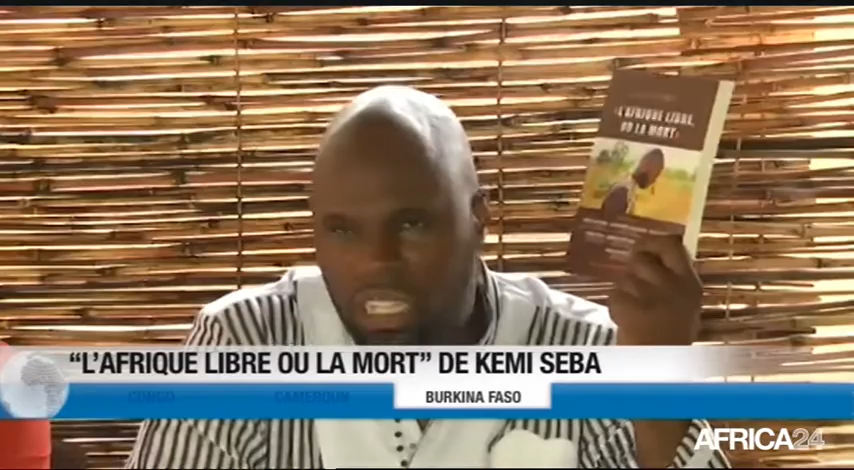 «L'AFRIQUE LIBRE,
OU LA MORT»
“L’AFRIQUE LIBRE OU LA MORT” DE KEMI SEBA
CONGO CAMEROUN BURKINA FASO
AFRICA24